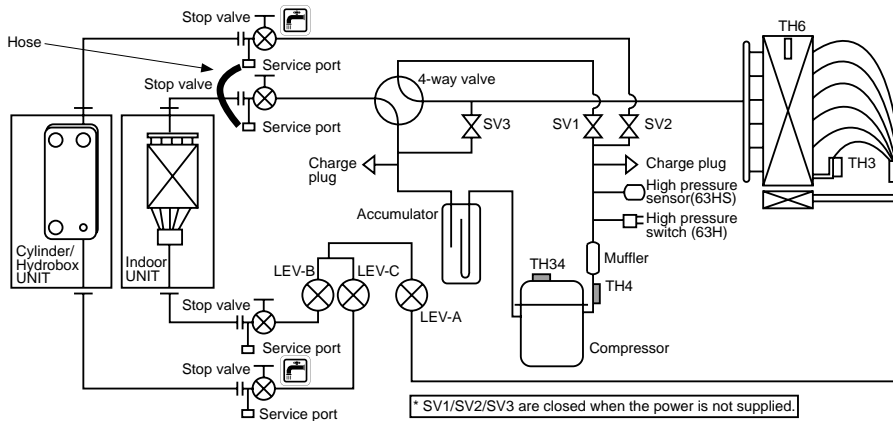 Stop valve
Hose
Service port
Stop valve
Service port
4-way valve
TH6
SV3
SV1
SV2
TH3
Charge
plug
Charge plug
High pressure
sensor(63HS)
High pressure
switch (63H)
Accumulator
Muffler
Cylinder/
Hydrobox
UNIT
Indoor
UNIT
LEV-B
LEV-C
TH34
TH4
LEV-A
Stop valve
Service port
Compressor
Stop valve
Service port
* SV1/SV2/SV3 are closed when the power is not supplied.